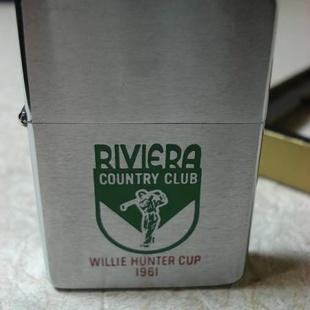 RIVIERA
COUNTRY CLUB
WILLIE HUNTER CUP
1961